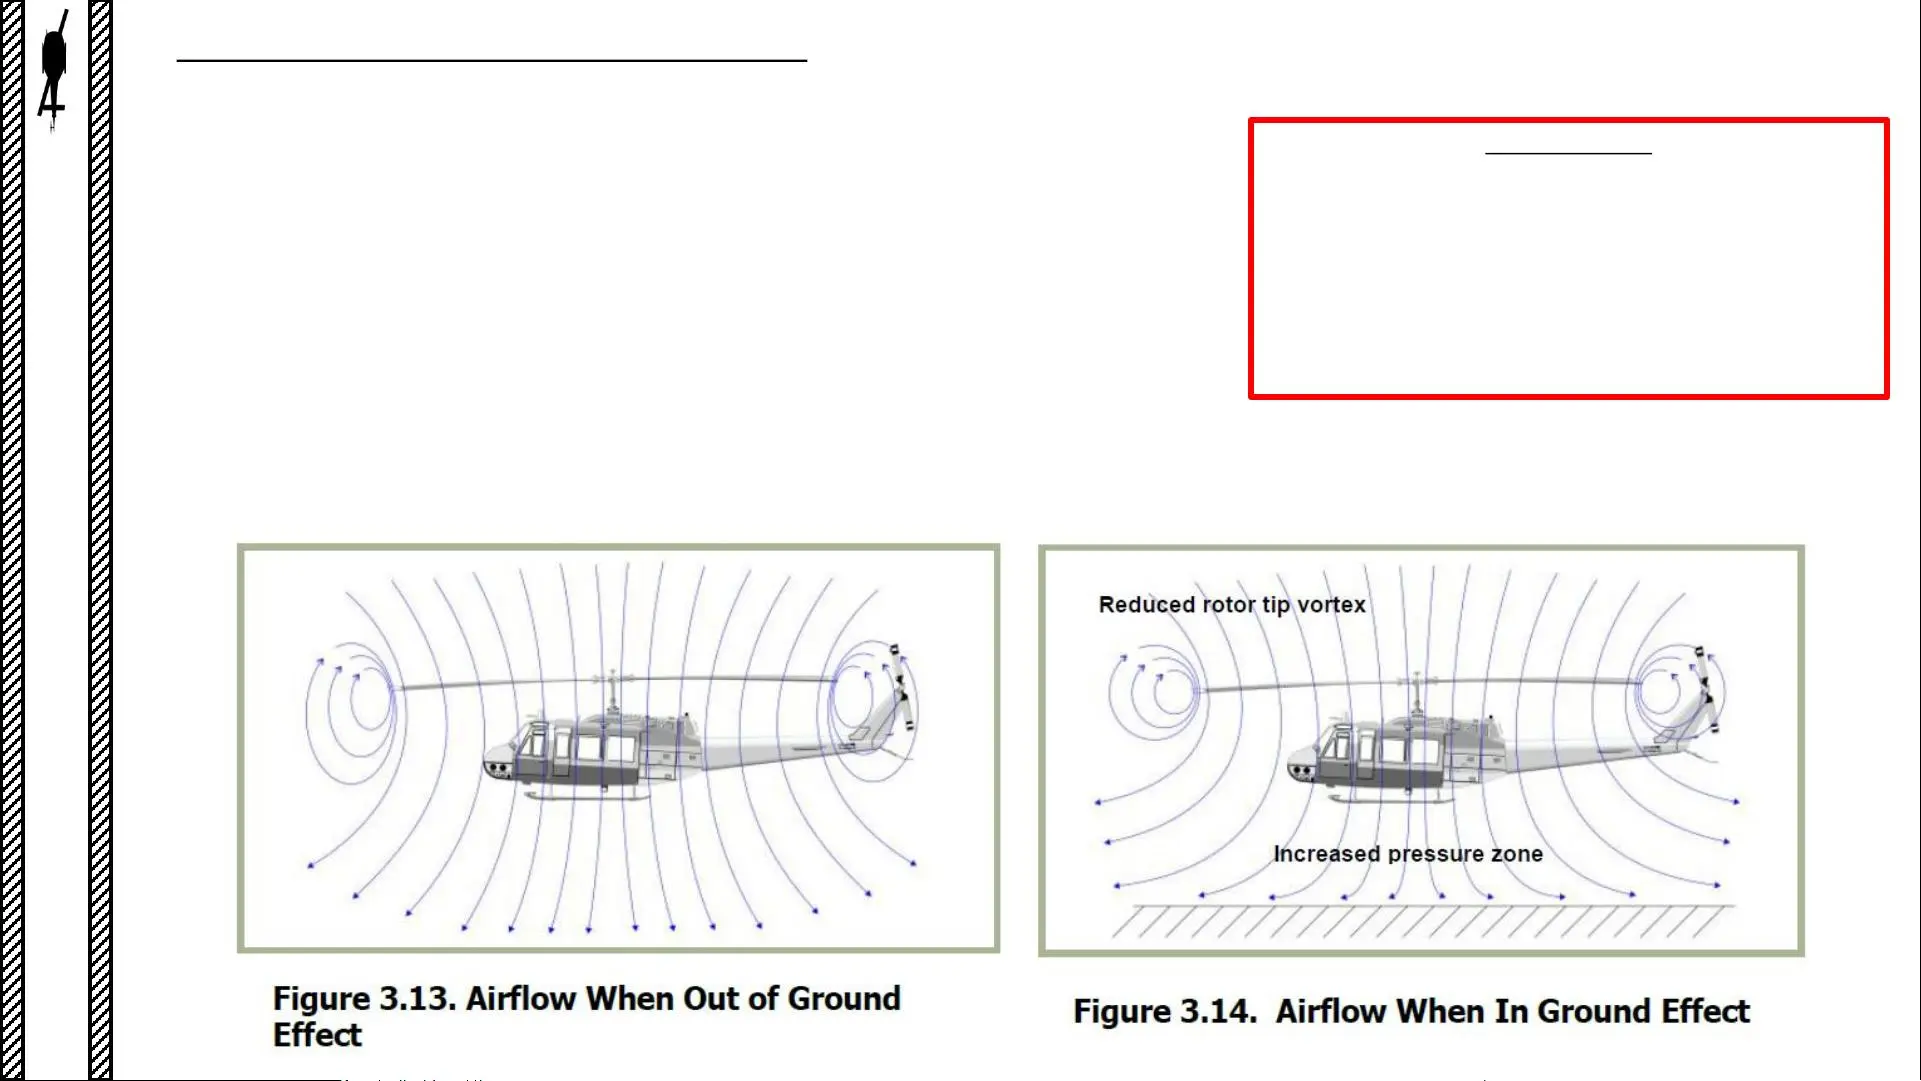 Reduced rotor tip vortex
Increased pressure zone
Figure 3.13. Airflow When Out of Ground
Effect
Figure 3.14. Airflow When In Ground Effect